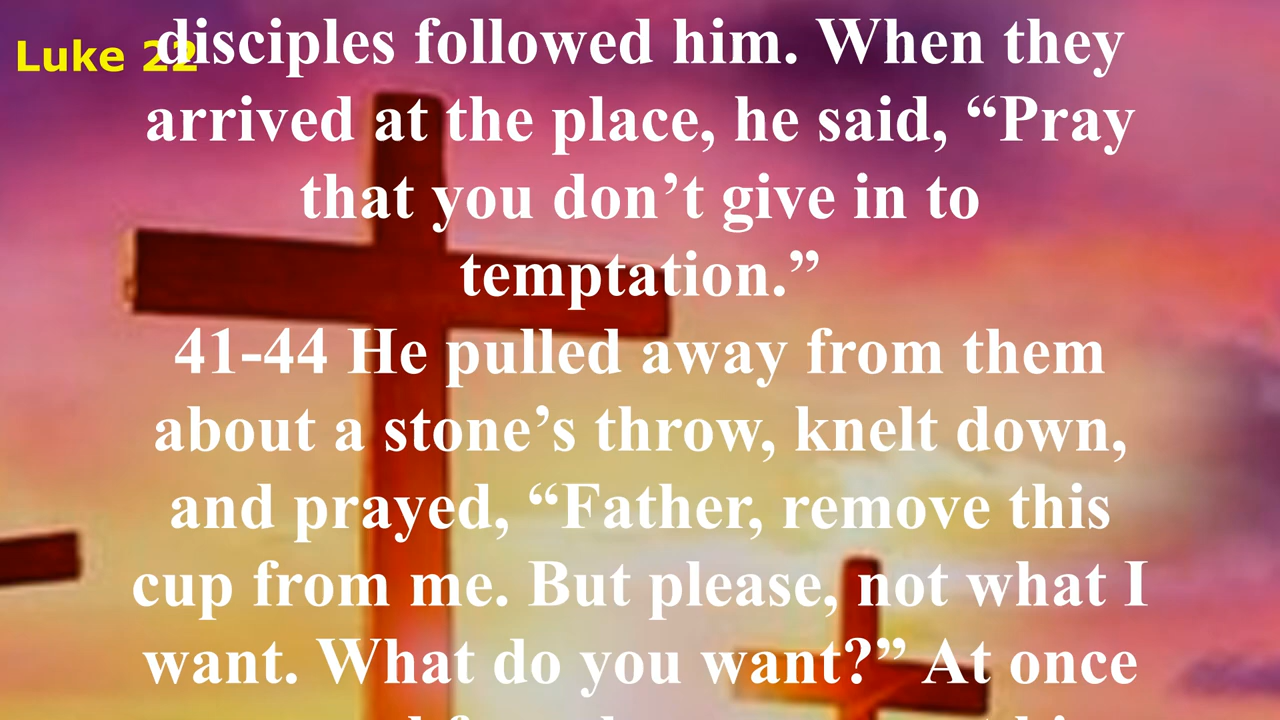 Luke 22
disciples followed him. When they
arrived at the place, he said, “Pray
that you don’t give in to
temptation.”
41-44 He pulled away from them
about a stone’s throw, knelt down,
and prayed, “Father, remove this
cup from me. But please, not what I
want. What do you want?” At once